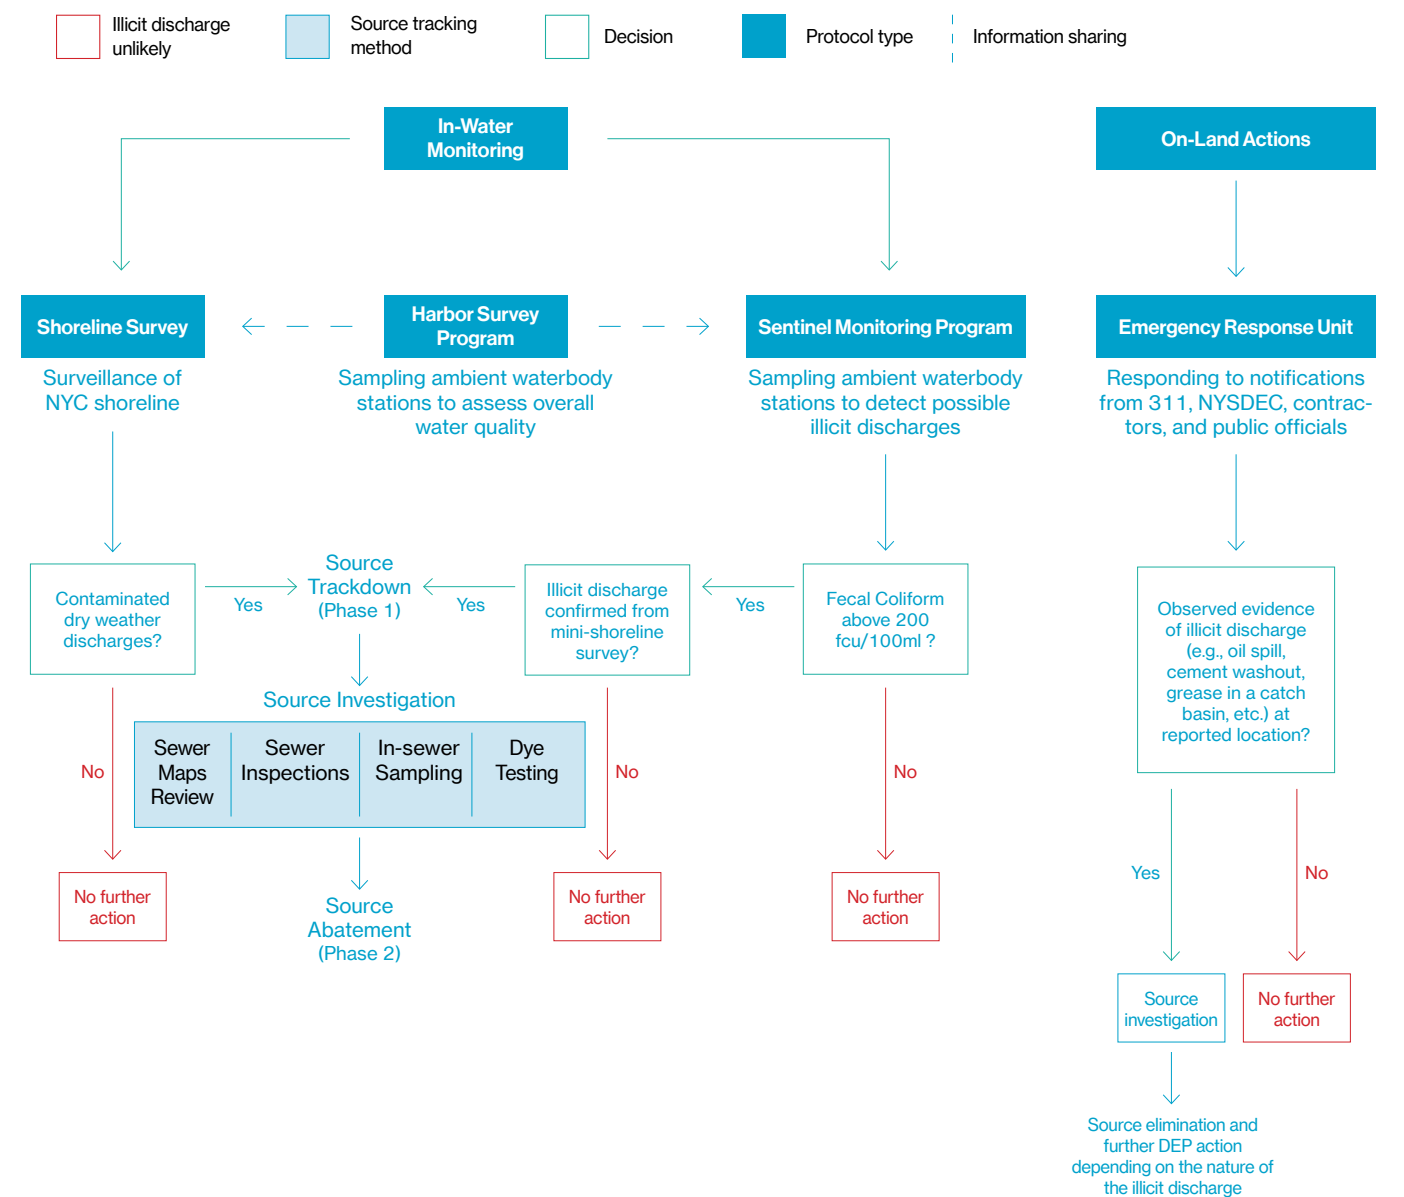 Illicit discharge
unlikely
Source tracking
method
Decision
Protocol type
Information sharing
In-Water
Monitoring
On-Land Actions
Shoreline Survey
Harbor Survey
Program
Sentinel Monitoring Program
Emergency Response Unit
Surveillance of
NYC shoreline
Sampling ambient waterbody
stations to assess overall
water quality
Sampling ambient waterbody
stations to detect possible
illicit discharges
Responding to notifications
from 311, NYSDEC, contrac-
tors, and public officials
Contaminated
dry weather
discharges?
Yes
Source
Trackdown
(Phase 1)
Yes
Illicit discharge
confirmed from
mini-shoreline
survey?
Yes
Fecal Coliform
above 200
fcu/100ml ?
Observed evidence
of illicit discharge
(e.g., oil spill,
cement washout,
grease in a catch
basin, etc.) at
reported location?
Source Investigation
Sewer
Maps
Review
Sewer
Inspections
In-sewer
Sampling
Dye
Testing
No
No
No
Yes
No
No further
action
Source
Abatement
(Phase 2)
No further
action
No further
action
Source
investigation
No further
action
Source elimination and
further DEP action
depending on the nature of
the illicit discharge